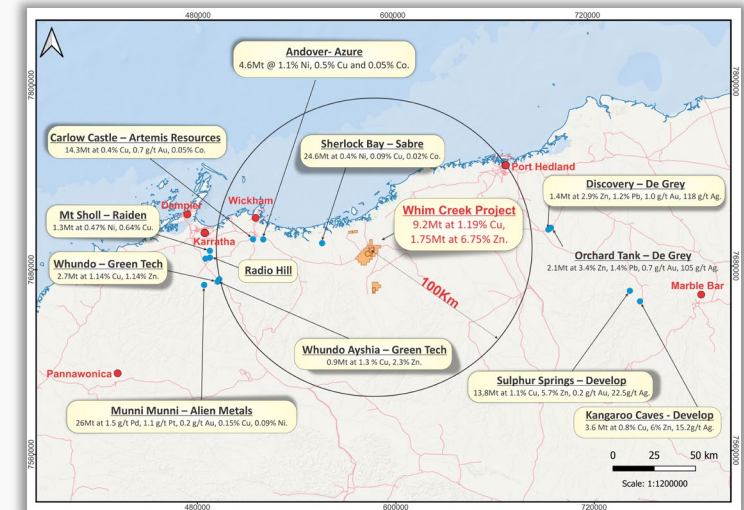 480000
720000
7800000
7800000
Andover- Azure
4.6Mt @ 1.1% Ni, 0.5% Cu and 0.05% Co.
Carlow Castle – Artemis Resources
14.3Mt at 0.4% Cu, 0.7 g/t Au, 0.05% Co.
Sherlock Bay – Sabre
24.6Mt at 0.4% Ni, 0.09% Cu, 0.02% Co.
Port Hedland
Discovery – De Grey
1.4Mt at 2.9% Zn, 1.2% Pb, 1.0 g/t Au, 118 g/t Ag.
Dampier
Wickham
Mt Sholl – Raiden
1.3Mt at 0.47% Ni, 0.64% Cu.
Whim Creek Project
9.2Mt at 1.19% Cu,
1.75Mt at 6.75% Zn.
Karratha
Orchard Tank – De Grey
2.1Mt at 3.4% Zn, 1.4% Pb, 0.7 g/t Au, 105 g/t Ag.
Whundo – Green Tech
2.7Mt at 1.14% Cu, 1.14% Zn.
Radio Hill
7680000
7680000
Marble Bar
100Km
Whundo Ayshia – Green Tech
0.9Mt at 1.3 % Cu, 2.3% Zn.
Pannawonica
Sulphur Springs – Develop
13,8Mt at 1.1% Cu, 5.7% Zn, 0.2 g/t Au, 22.5g/t Ag.
Munni Munni – Alien Metals
26Mt at 1.5 g/t Pd, 1.1 g/t Pt, 0.2 g/t Au, 0.15% Cu, 0.09% Ni.
Kangaroo Caves - Develop
3.6 Mt at 0.8% Cu, 6% Zn, 15.2g/t Ag.
7560000
7560000
0 25 50 km
Scale: 1:1200000
480000
600000
720000
600000